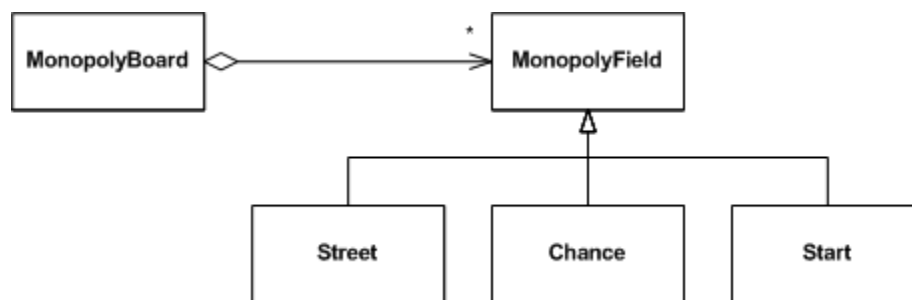 *
MonopolyBoard
MonopolyField
Street
Chance
Start